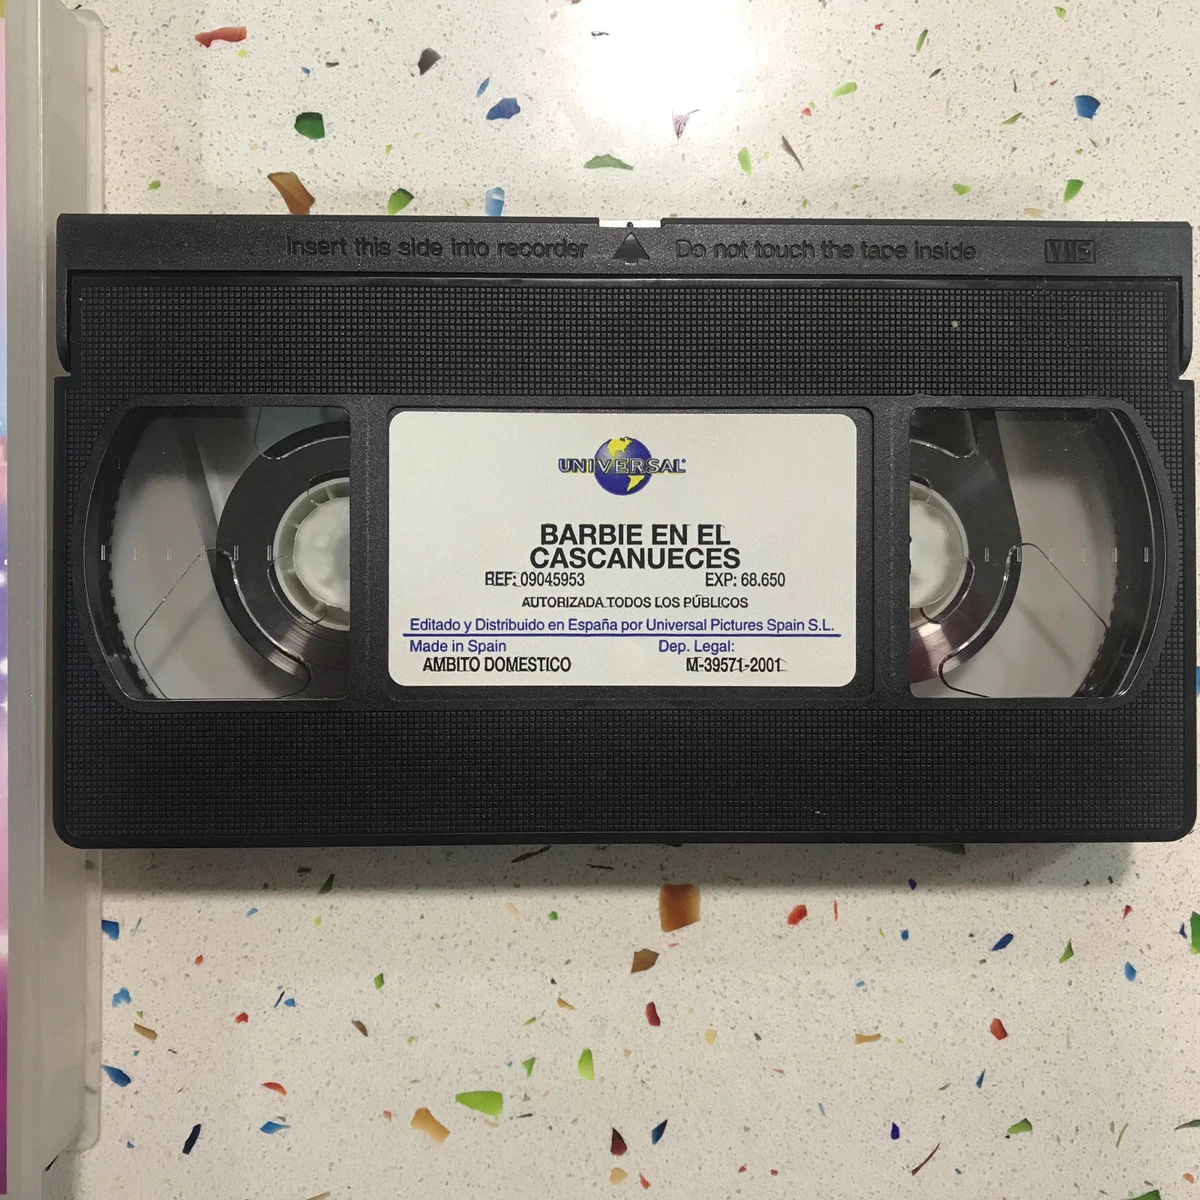 Insert this side into recorder Do not touch the tape inside VHS
UNIVERSAL
BARBIE EN EL
CASCANUECES
REF: 09045953 EXP: 68.650
AUTORIZADA TODOS LOS PÚBLICOS
Editado y Distribuido en España por Universal Pictures Spain S.L.
Made in Spain Dep. Legal:
AMBITO DOMESTICO M-39571-2001